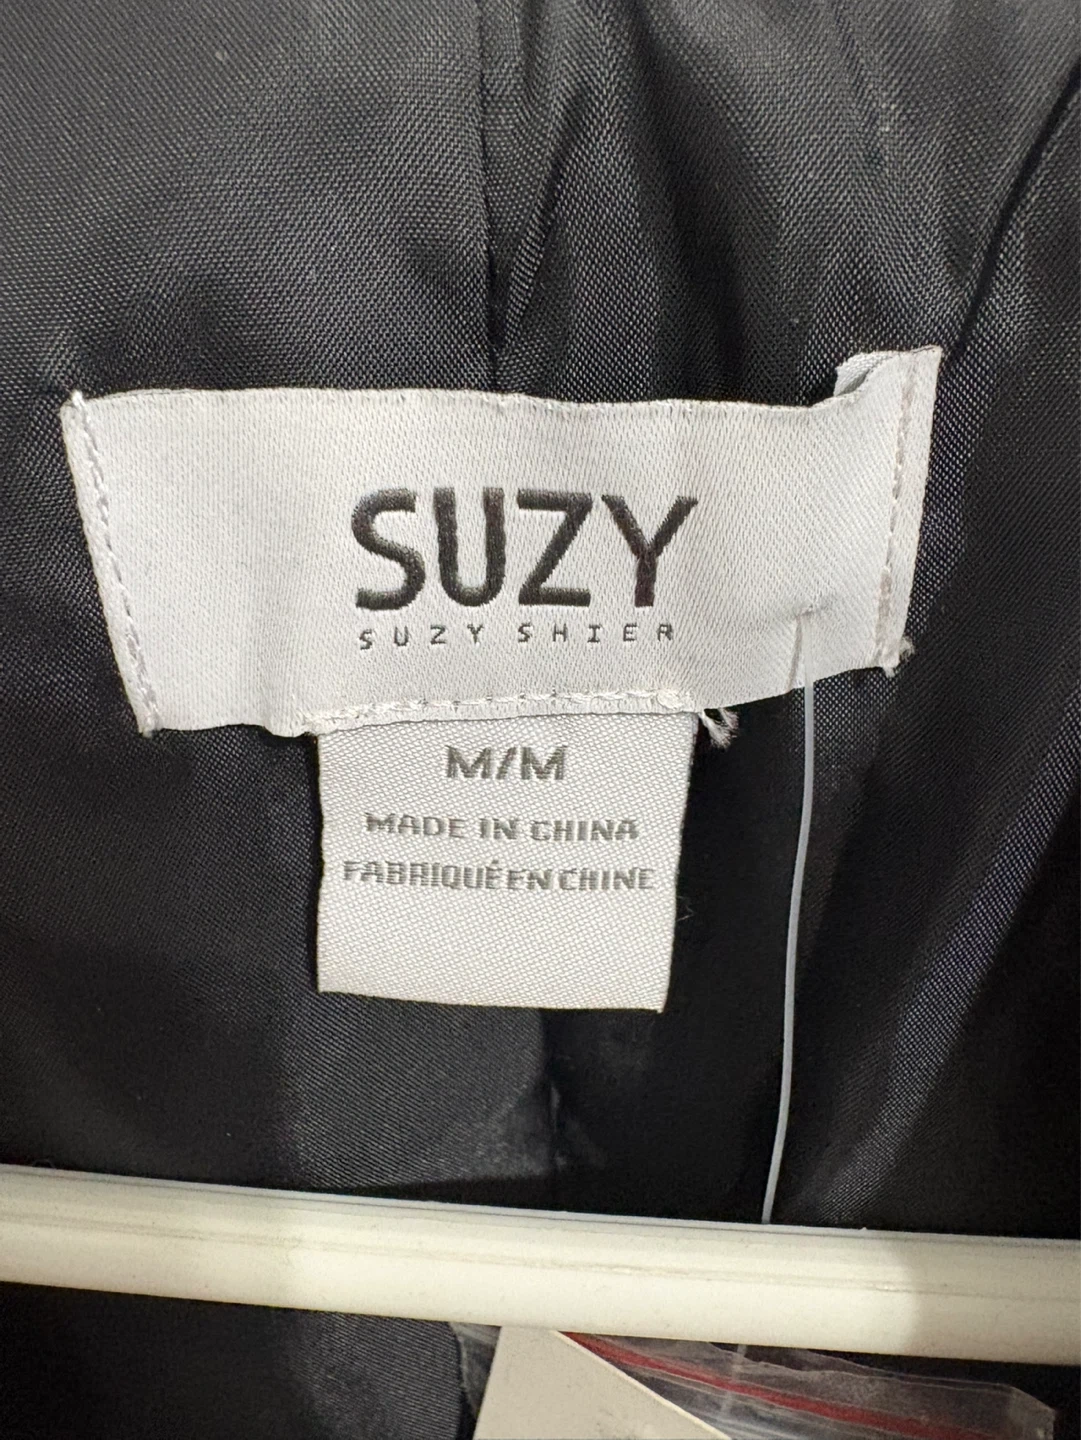 SUZY
SUZY SHIER
M/M
MADE IN CHINA
FABRIQUÉ EN CHINE